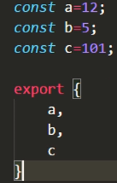 const a=12;
const b=5;
const c=101;
export {
a,
b,
c
}